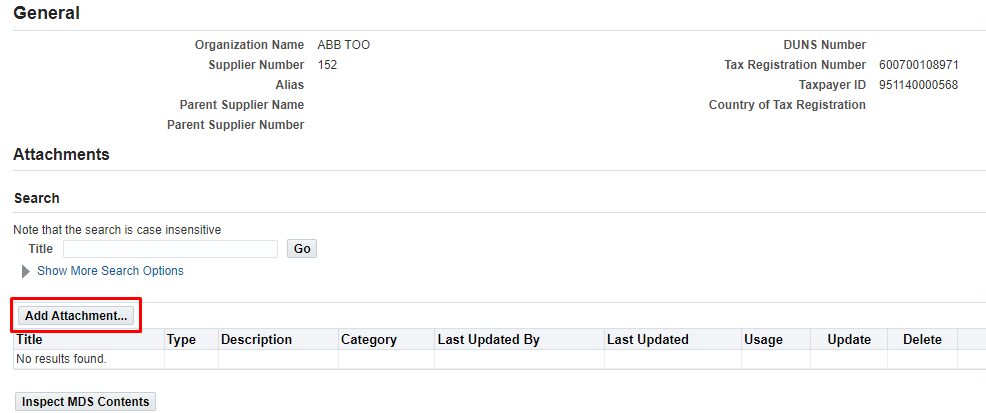 General
Organization Name ABB TOO DUNS Number
Supplier Number 152 Tax Registration Number 600700108971
Alias Taxpayer ID 951140000568
Parent Supplier Name Country of Tax Registration
Parent Supplier Number
Attachments
Search
Note that the search is case insensitive
Title Go
Show More Search Options
Add Attachment...
Title Type Description Category Last Updated By Last Updated Usage Update Delete
No results found.
Inspect MDS Contents